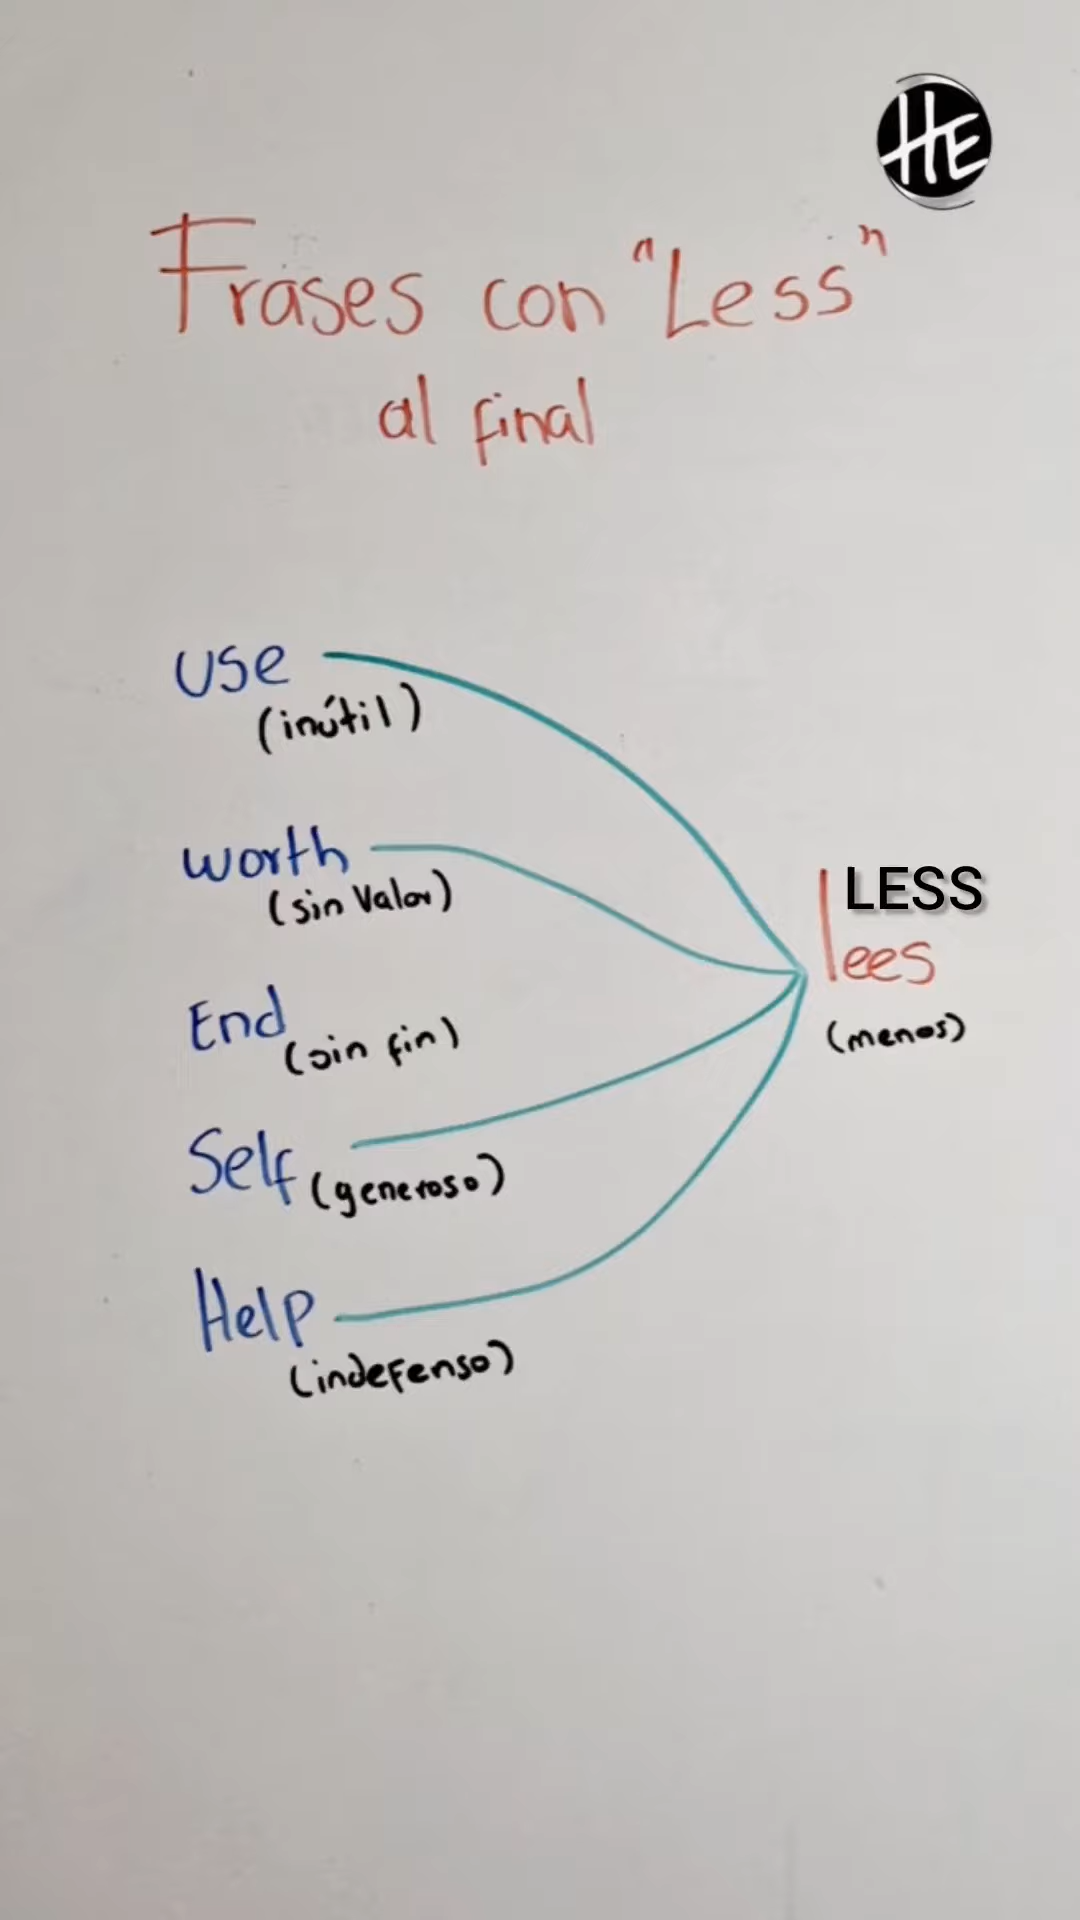 HE
Frases con "Less"
al final
use
(inútil)
worth
(sin Valor)
LESS
lees
(menos)
End
(sin fin)
Self (generoso)
Help
(indefenso)